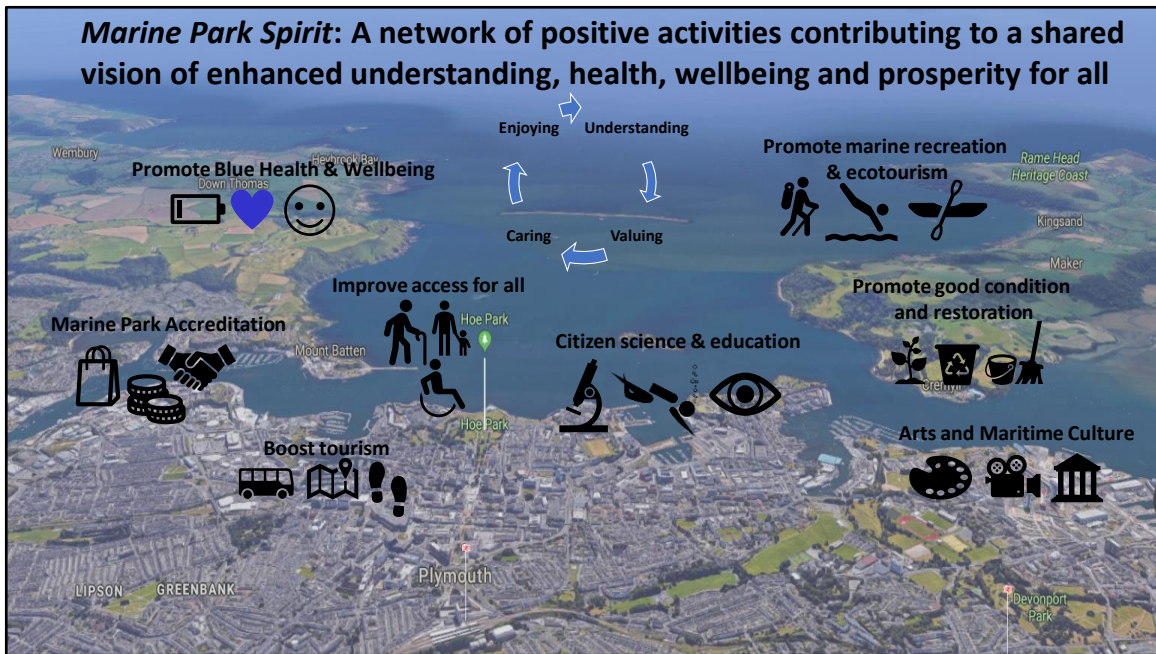 Marine Park Spirit: A network of positive activities contributing to a shared
vision of enhanced understanding, health, wellbeing and prosperity for all
Enjoying
Understanding
Caring
Valuing
Wembury
Heybrook Bay
Promote Blue Health & Wellbeing
Down Thomas
Promote marine recreation
& ecotourism
Rame Head
Heritage Coast
Kingsand
Maker
Improve access for all
Hoe Park
Promote good condition
and restoration
Cremyll
Marine Park Accreditation
Mount Batten
Citizen science & education
Hoe Park
Boost tourism
Arts and Maritime Culture
LIPSON
GREENBANK
Plymouth
Devonport
Park